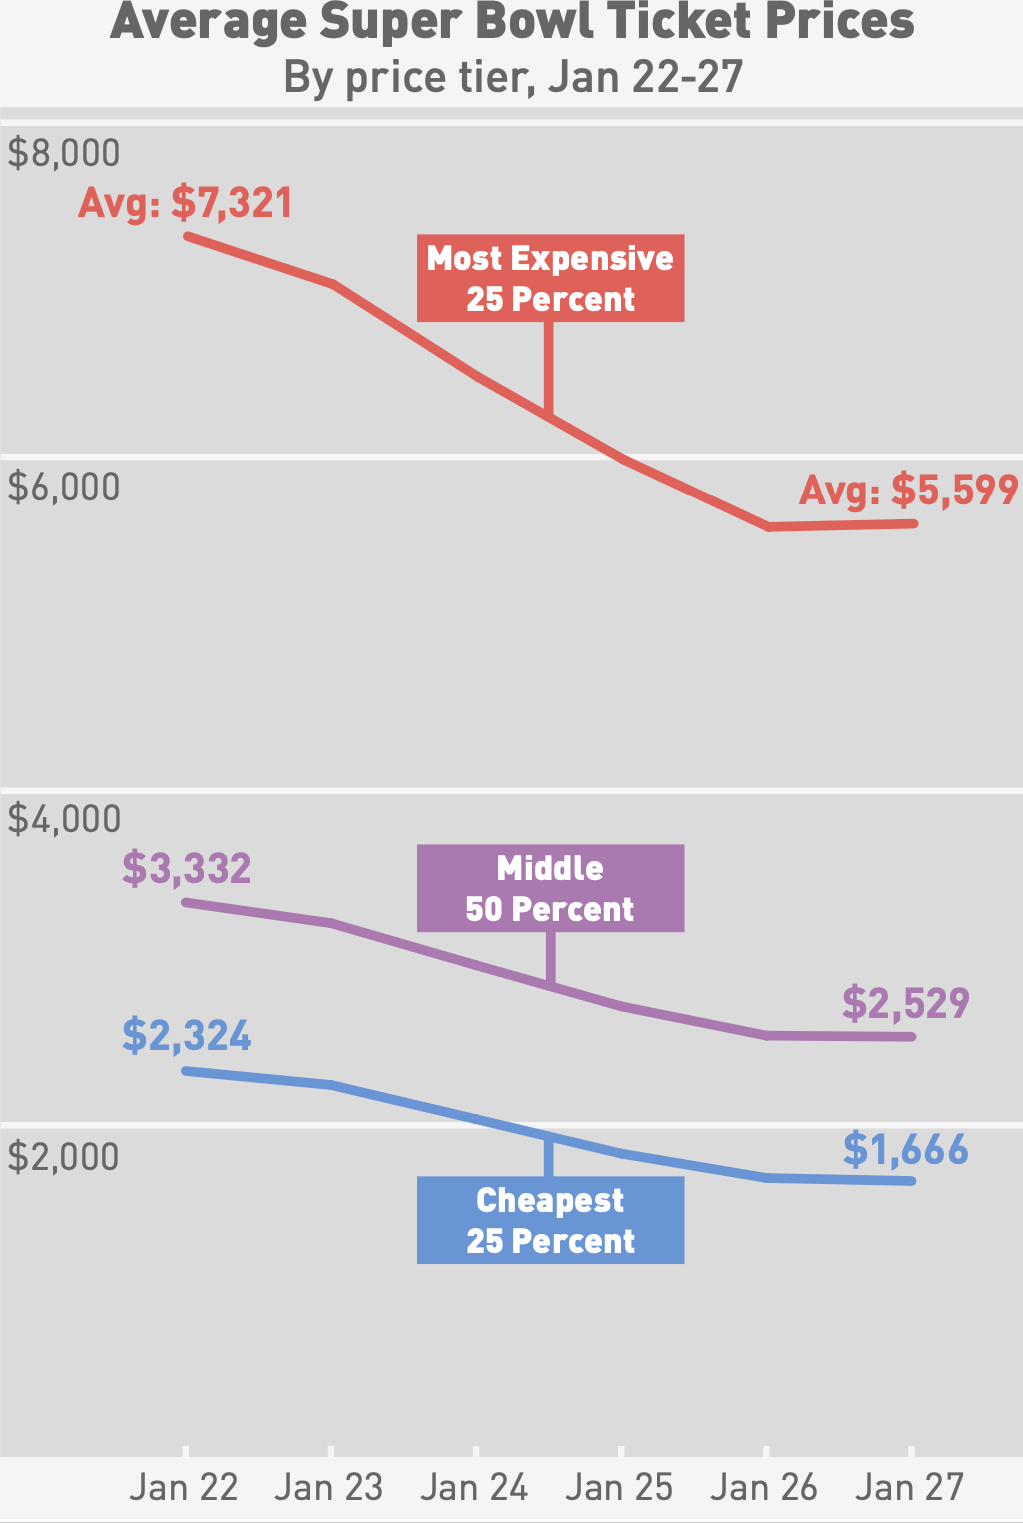 Average Super Bowl Ticket Prices
By price tier, Jan 22-27
$8,000
Avg: $7,321
Most Expensive
25 Percent
$6,000
Avg: $5,599
$4,000
$3,332
Middle
50 Percent
$2,529
$2,324
$2,000
$1,666
Cheapest
25 Percent
Jan 22 Jan 23 Jan 24 Jan 25 Jan 26 Jan 27